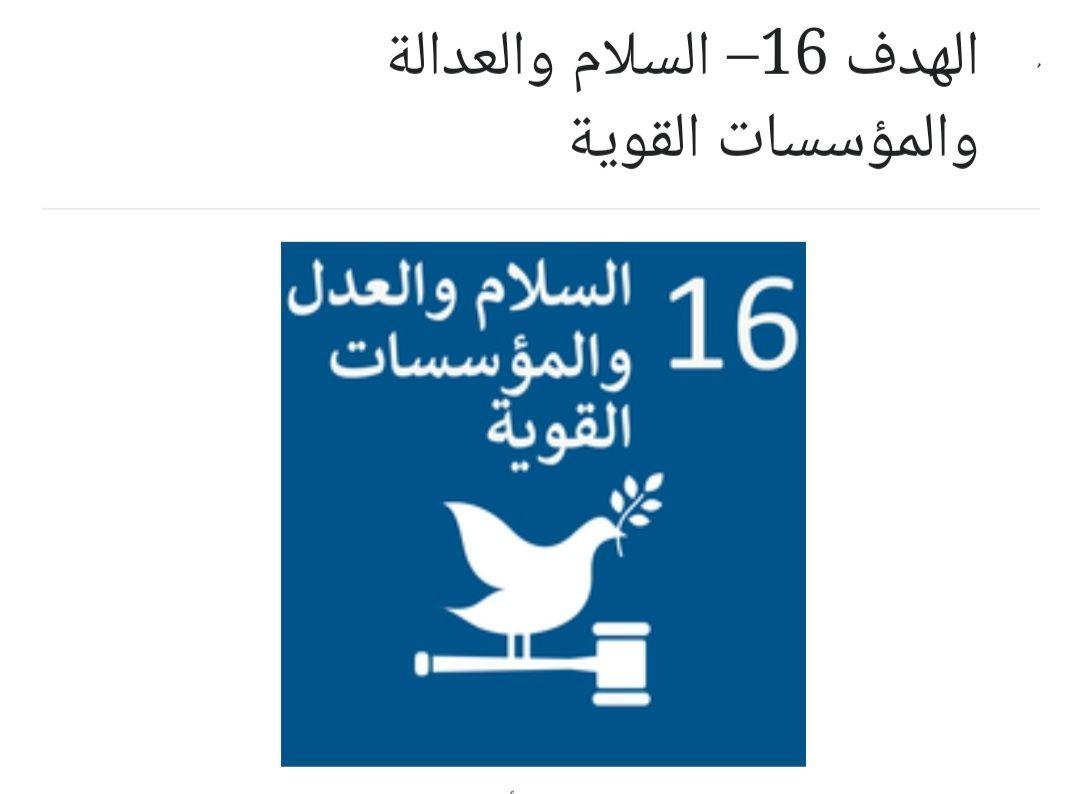 الهدف 16– السلام والعدالة
والمؤسسات القوية
16
السلام والعدل
والمؤسسات
القوية